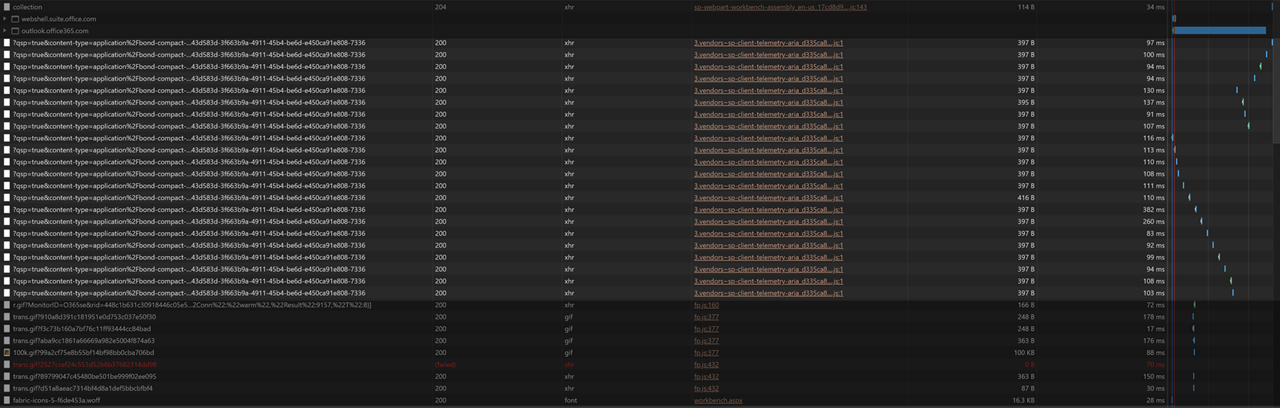 collection 204 xhr sp-webpart-workbench-assembly_en-us_17cd8d9....js:143 114 B 34 ms
webshell.suite.office.com
outlook.office365.com
?qsp=true&content-type=application%2Fbond-compact-...43d583d-3f663b9a-4911-45b4-be6d-e450ca91e808-7336 200 xhr 3.vendors~sp-client-telemetry-aria_d335ca8....js:1 397 B 97 ms
?qsp=true&content-type=application%2Fbond-compact-...43d583d-3f663b9a-4911-45b4-be6d-e450ca91e808-7336 200 xhr 3.vendors~sp-client-telemetry-aria_d335ca8....js:1 397 B 100 ms
?qsp=true&content-type=application%2Fbond-compact-...43d583d-3f663b9a-4911-45b4-be6d-e450ca91e808-7336 200 xhr 3.vendors~sp-client-telemetry-aria_d335ca8....js:1 397 B 94 ms
?qsp=true&content-type=application%2Fbond-compact-...43d583d-3f663b9a-4911-45b4-be6d-e450ca91e808-7336 200 xhr 3.vendors~sp-client-telemetry-aria_d335ca8....js:1 397 B 94 ms
?qsp=true&content-type=application%2Fbond-compact-...43d583d-3f663b9a-4911-45b4-be6d-e450ca91e808-7336 200 xhr 3.vendors~sp-client-telemetry-aria_d335ca8....js:1 397 B 130 ms
?qsp=true&content-type=application%2Fbond-compact-...43d583d-3f663b9a-4911-45b4-be6d-e450ca91e808-7336 200 xhr 3.vendors~sp-client-telemetry-aria_d335ca8....js:1 395 B 137 ms
?qsp=true&content-type=application%2Fbond-compact-...43d583d-3f663b9a-4911-45b4-be6d-e450ca91e808-7336 200 xhr 3.vendors~sp-client-telemetry-aria_d335ca8....js:1 397 B 91 ms
?qsp=true&content-type=application%2Fbond-compact-...43d583d-3f663b9a-4911-45b4-be6d-e450ca91e808-7336 200 xhr 3.vendors~sp-client-telemetry-aria_d335ca8....js:1 397 B 107 ms
?qsp=true&content-type=application%2Fbond-compact-...43d583d-3f663b9a-4911-45b4-be6d-e450ca91e808-7336 200 xhr 3.vendors~sp-client-telemetry-aria_d335ca8....js:1 397 B 116 ms
?qsp=true&content-type=application%2Fbond-compact-...43d583d-3f663b9a-4911-45b4-be6d-e450ca91e808-7336 200 xhr 3.vendors~sp-client-telemetry-aria_d335ca8....js:1 397 B 113 ms
?qsp=true&content-type=application%2Fbond-compact-...43d583d-3f663b9a-4911-45b4-be6d-e450ca91e808-7336 200 xhr 3.vendors~sp-client-telemetry-aria_d335ca8....js:1 397 B 110 ms
?qsp=true&content-type=application%2Fbond-compact-...43d583d-3f663b9a-4911-45b4-be6d-e450ca91e808-7336 200 xhr 3.vendors~sp-client-telemetry-aria_d335ca8....js:1 397 B 108 ms
?qsp=true&content-type=application%2Fbond-compact-...43d583d-3f663b9a-4911-45b4-be6d-e450ca91e808-7336 200 xhr 3.vendors~sp-client-telemetry-aria_d335ca8....js:1 397 B 111 ms
?qsp=true&content-type=application%2Fbond-compact-...43d583d-3f663b9a-4911-45b4-be6d-e450ca91e808-7336 200 xhr 3.vendors~sp-client-telemetry-aria_d335ca8....js:1 416 B 110 ms
?qsp=true&content-type=application%2Fbond-compact-...43d583d-3f663b9a-4911-45b4-be6d-e450ca91e808-7336 200 xhr 3.vendors~sp-client-telemetry-aria_d335ca8....js:1 397 B 382 ms
?qsp=true&content-type=application%2Fbond-compact-...43d583d-3f663b9a-4911-45b4-be6d-e450ca91e808-7336 200 xhr 3.vendors~sp-client-telemetry-aria_d335ca8....js:1 397 B 260 ms
?qsp=true&content-type=application%2Fbond-compact-...43d583d-3f663b9a-4911-45b4-be6d-e450ca91e808-7336 200 xhr 3.vendors~sp-client-telemetry-aria_d335ca8....js:1 397 B 83 ms
?qsp=true&content-type=application%2Fbond-compact-...43d583d-3f663b9a-4911-45b4-be6d-e450ca91e808-7336 200 xhr 3.vendors~sp-client-telemetry-aria_d335ca8....js:1 397 B 92 ms
?qsp=true&content-type=application%2Fbond-compact-...43d583d-3f663b9a-4911-45b4-be6d-e450ca91e808-7336 200 xhr 3.vendors~sp-client-telemetry-aria_d335ca8....js:1 397 B 99 ms
?qsp=true&content-type=application%2Fbond-compact-...43d583d-3f663b9a-4911-45b4-be6d-e450ca91e808-7336 200 xhr 3.vendors~sp-client-telemetry-aria_d335ca8....js:1 397 B 94 ms
?qsp=true&content-type=application%2Fbond-compact-...43d583d-3f663b9a-4911-45b4-be6d-e450ca91e808-7336 200 xhr 3.vendors~sp-client-telemetry-aria_d335ca8....js:1 397 B 108 ms
?qsp=true&content-type=application%2Fbond-compact-...43d583d-3f663b9a-4911-45b4-be6d-e450ca91e808-7336 200 xhr 3.vendors~sp-client-telemetry-aria_d335ca8....js:1 397 B 103 ms
r.gif?MonitorID=O365se&rid=448c1b631c30918446c05e5...2Conn%22:%22warm%22,%22Result%22:9157,%22T%22:8}] 200 xhr fp.js:160 166 B 72 ms
trans.gif?910a8d391c181951e0d753c037e50f30 200 gif fp.js:377 248 B 178 ms
trans.gif?f3c73b160a7bf76c11ff93444cc84bad 200 gif fp.js:377 248 B 17 ms
trans.gif?aba9cc1861a66669a982e5004f874a63 200 gif fp.js:377 363 B 176 ms
100k.gif?99a2cf75e8b55bf14bf98bb0cba706bd 200 gif fp.js:377 100 KB 88 ms
(failed) xhr fp.js:432 0 B 70 ms
trans.gif?89799047c45480be501be999f02ee095 200 xhr fp.js:432 363 B 150 ms
trans.gif?d51a8aeac7314bf4d8a1def5bbcbfbf4 200 xhr fp.js:432 87 B 30 ms
fabric-icons-5-f6de453a.woff 200 font workbench.aspx 16.3 KB 28 ms